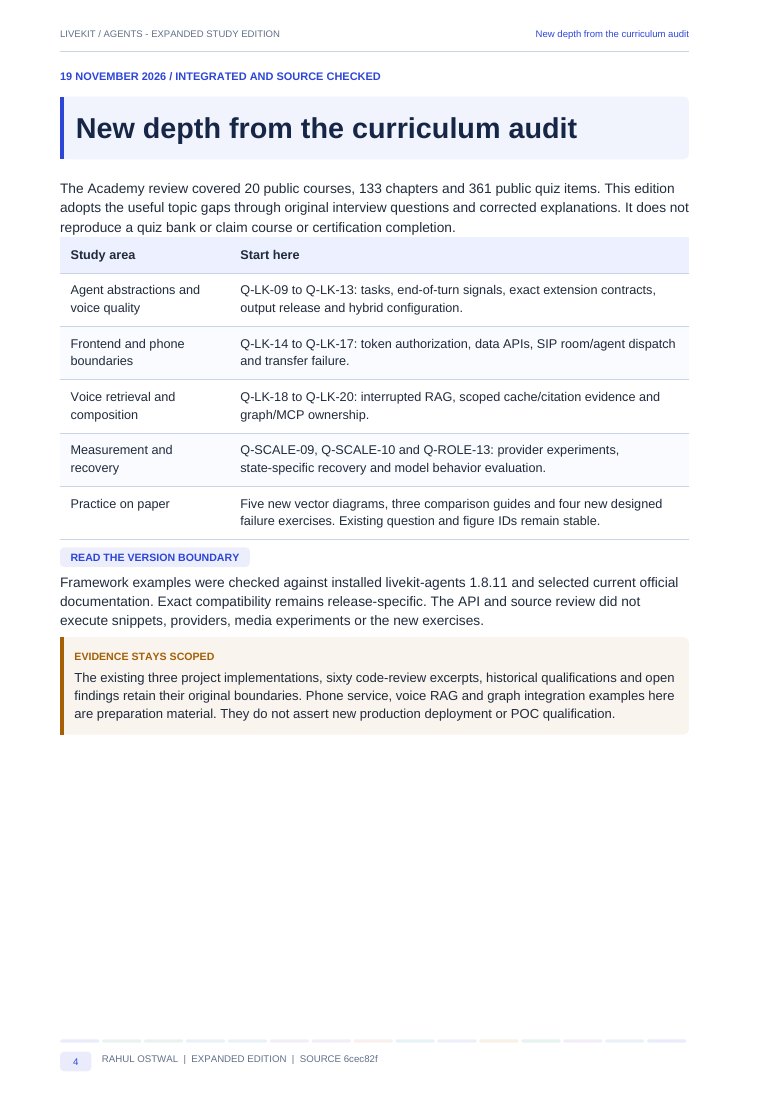 LIVEKIT / AGENTS - EXPANDED STUDY EDITION
New depth from the curriculum audit
19 NOVEMBER 2026 / INTEGRATED AND SOURCE CHECKED
New depth from the curriculum audit
The Academy review covered 20 public courses, 133 chapters and 361 public quiz items. This edition
adopts the useful topic gaps through original interview questions and corrected explanations. It does not
reproduce a quiz bank or claim course or certification completion.
Study area
Start here
Agent abstractions and
voice quality
Q-LK-09 to Q-LK-13: tasks, end-of-turn signals, exact extension contracts,
output release and hybrid configuration.
Frontend and phone
boundaries
Q-LK-14 to Q-LK-17: token authorization, data APIs, SIP room/agent dispatch
and transfer failure.
Voice retrieval and
composition
Q-LK-18 to Q-LK-20: interrupted RAG, scoped cache/citation evidence and
graph/MCP ownership.
Measurement and
recovery
Q-SCALE-09, Q-SCALE-10 and Q-ROLE-13: provider experiments,
state-specific recovery and model behavior evaluation.
Practice on paper
Five new vector diagrams, three comparison guides and four new designed
failure exercises. Existing question and figure IDs remain stable.
READ THE VERSION BOUNDARY
Framework examples were checked against installed livekit-agents 1.8.11 and selected current official
documentation. Exact compatibility remains release-specific. The API and source review did not
execute snippets, providers, media experiments or the new exercises.
EVIDENCE STAYS SCOPED
The existing three project implementations, sixty code-review excerpts, historical qualifications and open
findings retain their original boundaries. Phone service, voice RAG and graph integration examples here
are preparation material. They do not assert new production deployment or POC qualification.
4
RAHUL OSTWAL | EXPANDED EDITION | SOURCE 6cec82f